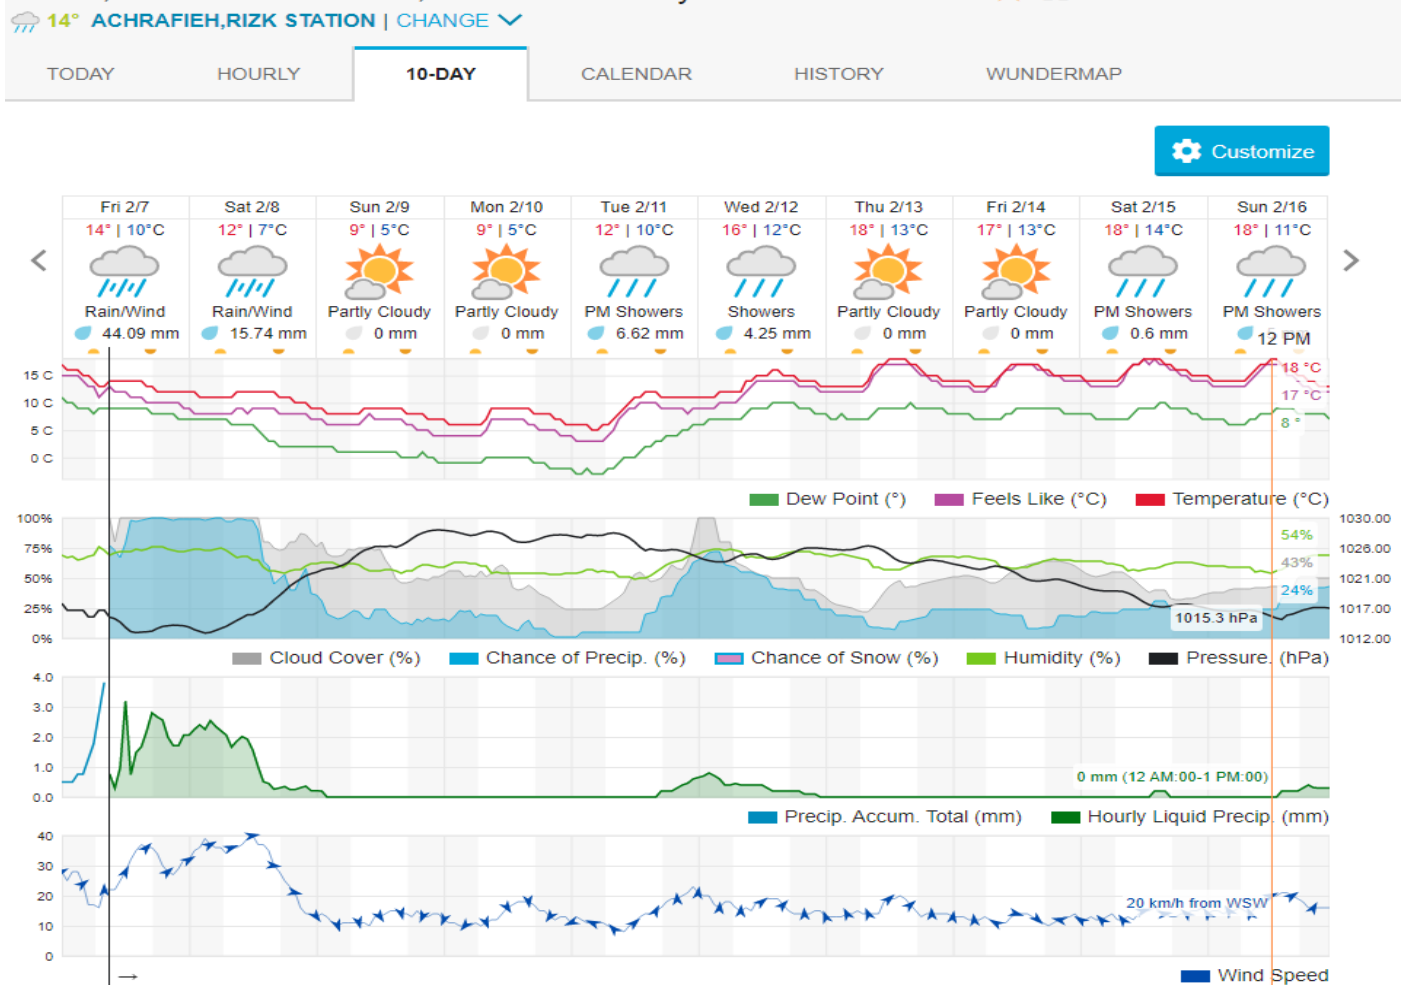 14° ACHRAFIEH,RIZK STATION | CHANGE
TODAY HOURLY 10-DAY CALENDAR HISTORY WUNDERMAP
Customize
Fri 2/7 Sat 2/8 Sun 2/9 Mon 2/10 Tue 2/11 Wed 2/12 Thu 2/13 Fri 2/14 Sat 2/15 Sun 2/16
14° | 10°C 12° | 7°C 9° | 5°C 9° | 5°C 12° | 10°C 16° | 12°C 18° | 13°C 17° | 13°C 18° | 14°C 18° | 11°C
Rain/Wind Rain/Wind Partly Cloudy Partly Cloudy PM Showers Showers Partly Cloudy Partly Cloudy PM Showers PM Showers
44.09 mm 15.74 mm 0 mm 0 mm 6.62 mm 4.25 mm 0 mm 0 mm 0.6 mm
12 PM
15 C 18 °C
10 C 17 °C
5 C 8 °
0 C
Dew Point (°) Feels Like (°C) Temperature (°C)
100% 1030.00
54%
75% 1026.00
43%
50% 1021.00
24%
25% 1017.00
1015.3 hPa
0% 1012.00
Cloud Cover (%) Chance of Precip. (%) Chance of Snow (%) Humidity (%) Pressure. (hPa)
4.0
3.0
2.0
1.0
0 mm (12 AM:00-1 PM:00)
0.0
Precip. Accum. Total (mm) Hourly Liquid Precip. (mm)
40
30
20
20 km/h from WSW
10
0
→
Wind Speed